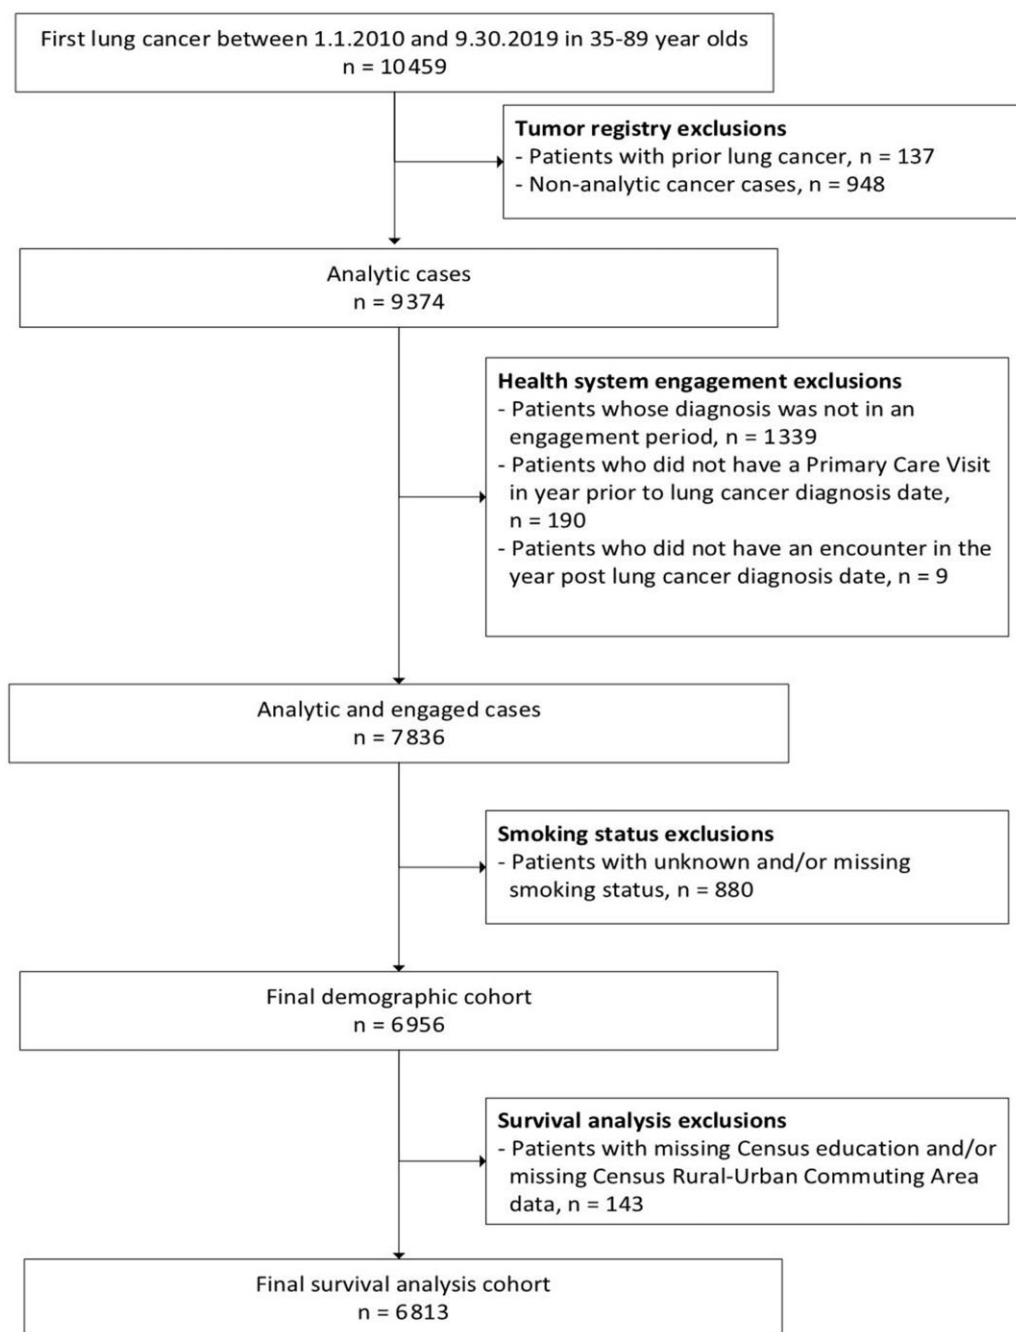 First lung cancer between 1.1.2010 and 9.30.2019 in 35-89 year olds
n = 10459
Tumor registry exclusions
- Patients with prior lung cancer, n = 137
- Non-analytic cancer cases, n = 948
Analytic cases
n = 9374
Health system engagement exclusions
- Patients whose diagnosis was not in an
engagement period, n = 1339
- Patients who did not have a Primary Care Visit
in year prior to lung cancer diagnosis date,
n = 190
- Patients who did not have an encounter in the
year post lung cancer diagnosis date, n = 9
Analytic and engaged cases
n = 7836
Smoking status exclusions
- Patients with unknown and/or missing
smoking status, n = 880
Final demographic cohort
n = 6956
Survival analysis exclusions
- Patients with missing Census education and/or
missing Census Rural-Urban Commuting Area
data, n = 143
Final survival analysis cohort
n = 6813